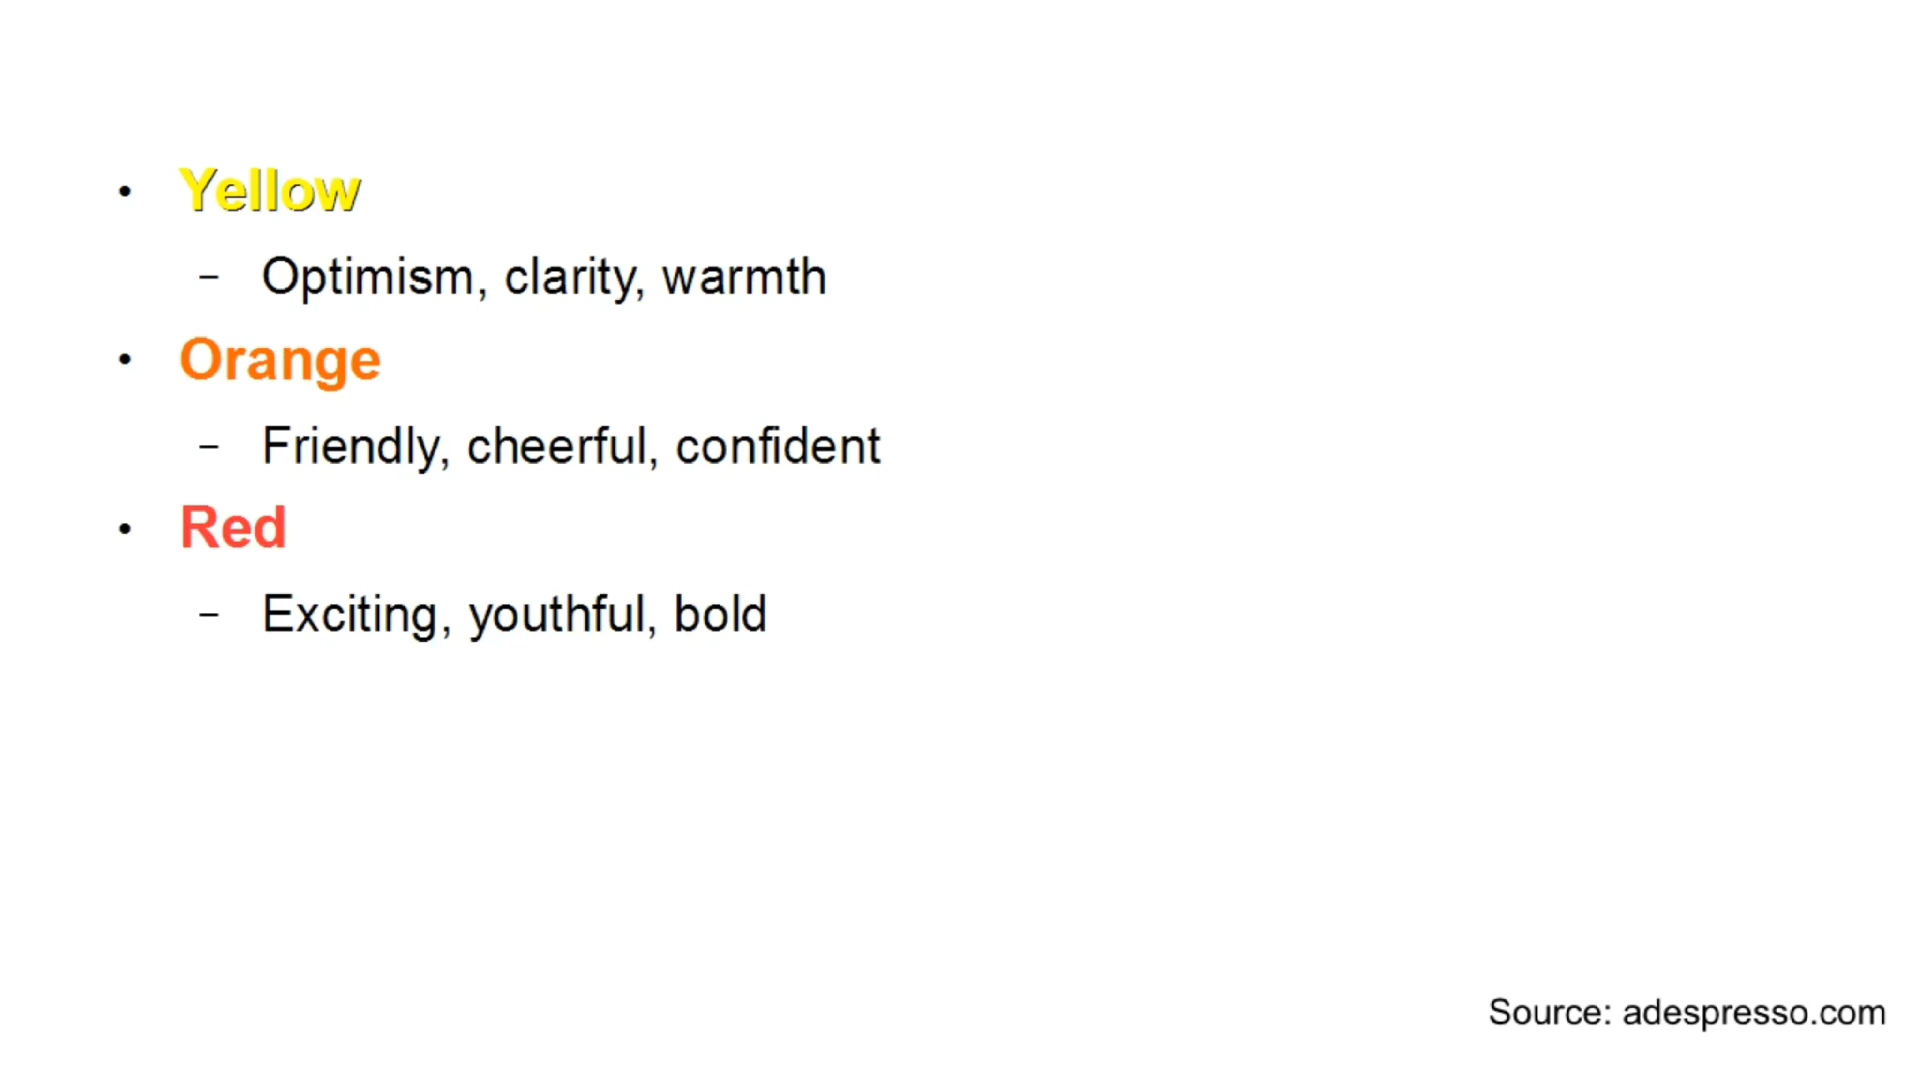 • Yellow
– Optimism, clarity, warmth
• Orange
– Friendly, cheerful, confident
• Red
– Exciting, youthful, bold
Source: adespresso.com